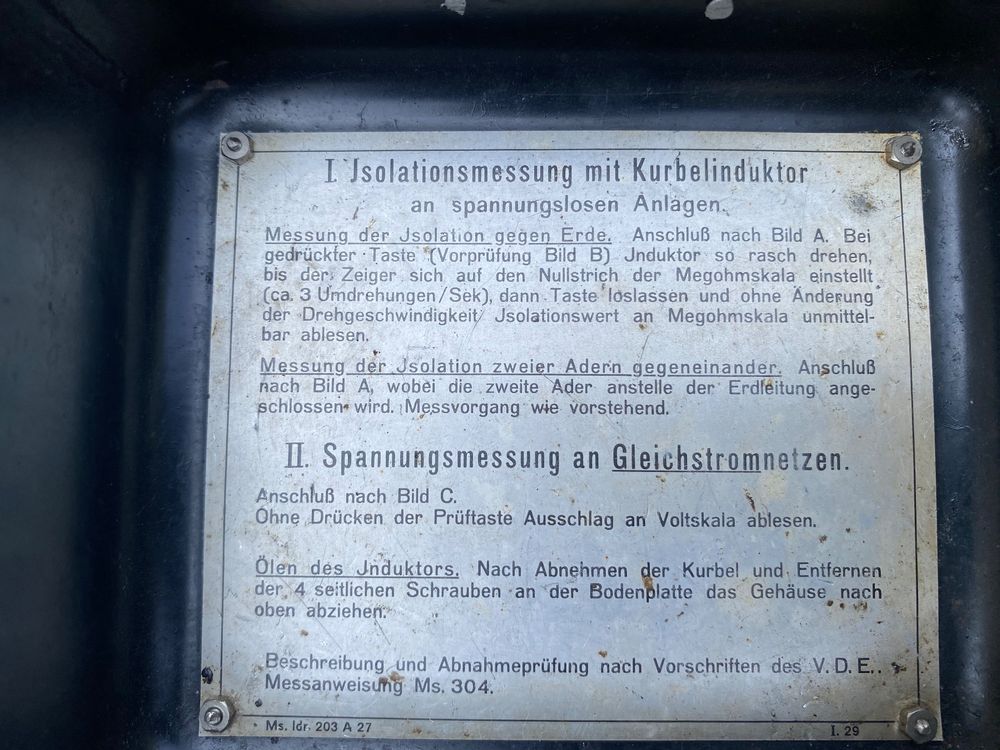 I. Jsolationsmessung mit Kurbelinduktor
an spannungslosen Anlagen.
Messung der Jsolation gegen Erde. Anschluß nach Bild A. Bei
gedrückter Taste (Vorprüfung Bild B) Jnduktor so rasch drehen,
bis der Zeiger sich auf den Nullstrich der Megohmskala einstellt
(ca. 3 Umdrehungen/Sek), dann Taste loslassen und ohne Änderung
der Drehgeschwindigkeit Jsolationswert an Megohmskala unmittel-
bar ablesen.
Messung der Jsolation zweier Adern gegeneinander. Anschluß
nach Bild A, wobei die zweite Ader anstelle der Erdleitung ange-
schlossen wird. Messvorgang wie vorstehend.
II. Spannungsmessung an Gleichstromnetzen.
Anschluß nach Bild C.
Ohne Drücken der Prüftaste Ausschlag an Voltskala ablesen.
Ölen des Jnduktors. Nach Abnehmen der Kurbel und Entfernen
der 4 seitlichen Schrauben an der Bodenplatte das Gehäuse nach
oben abziehen.
Beschreibung und Abnahmeprüfung nach Vorschriften des V.D.E..
Messanweisung Ms. 304.
Ms. Idr. 203 A 27 I. 29